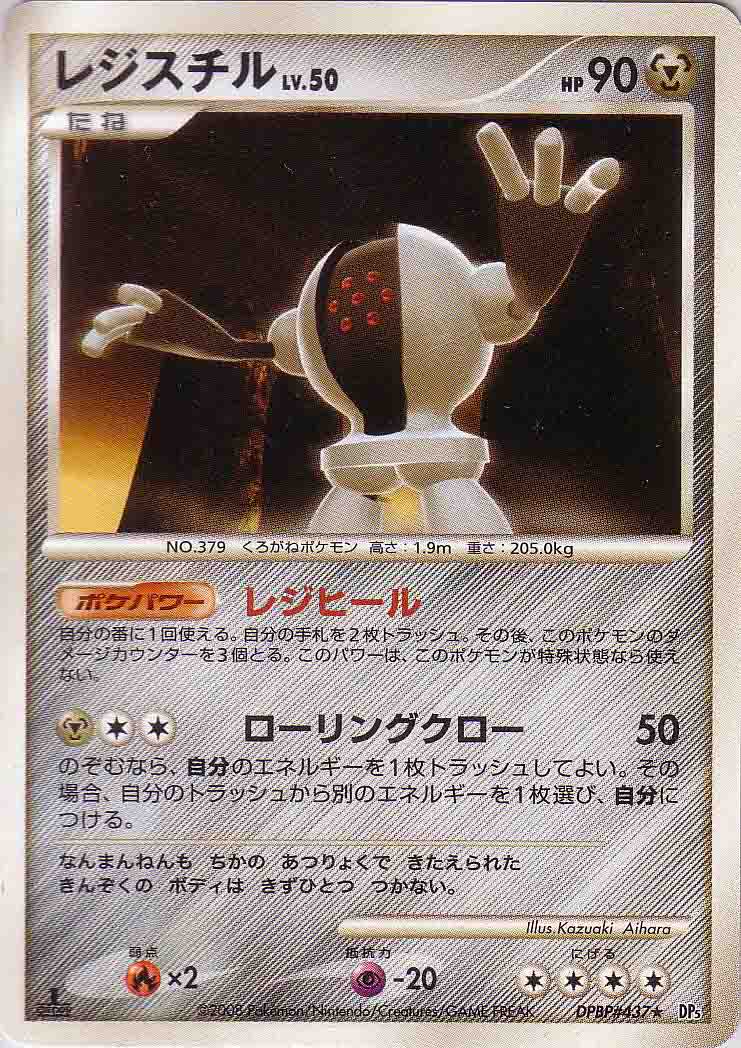 レジスチル LV.50 HP 90
たね
NO.379 くろがねポケモン 高さ：1.9m 重さ：205.0kg
ポケパワー レジヒール
自分の番に1回使える。自分の手札を2枚トラッシュ。その後、このポケモンのダ
メージカウンターを3個とる。このパワーは、このポケモンが特殊状態なら使え
ない。
ローリングクロー 50
のぞむなら、自分のエネルギーを1枚トラッシュしてよい。その
場合、自分のトラッシュから別のエネルギーを1枚選び、自分に
つける。
なんまんねんも ちかの あつりょくで きたえられた
きんぞくの ボディは きずひとつ つかない。
Illus.Kazuaki Aihara
弱点 抵抗力 にげる
×2 -20
©2008 Pokémon/Nintendo/Creatures/GAME FREAK DPBP#437★ DP5